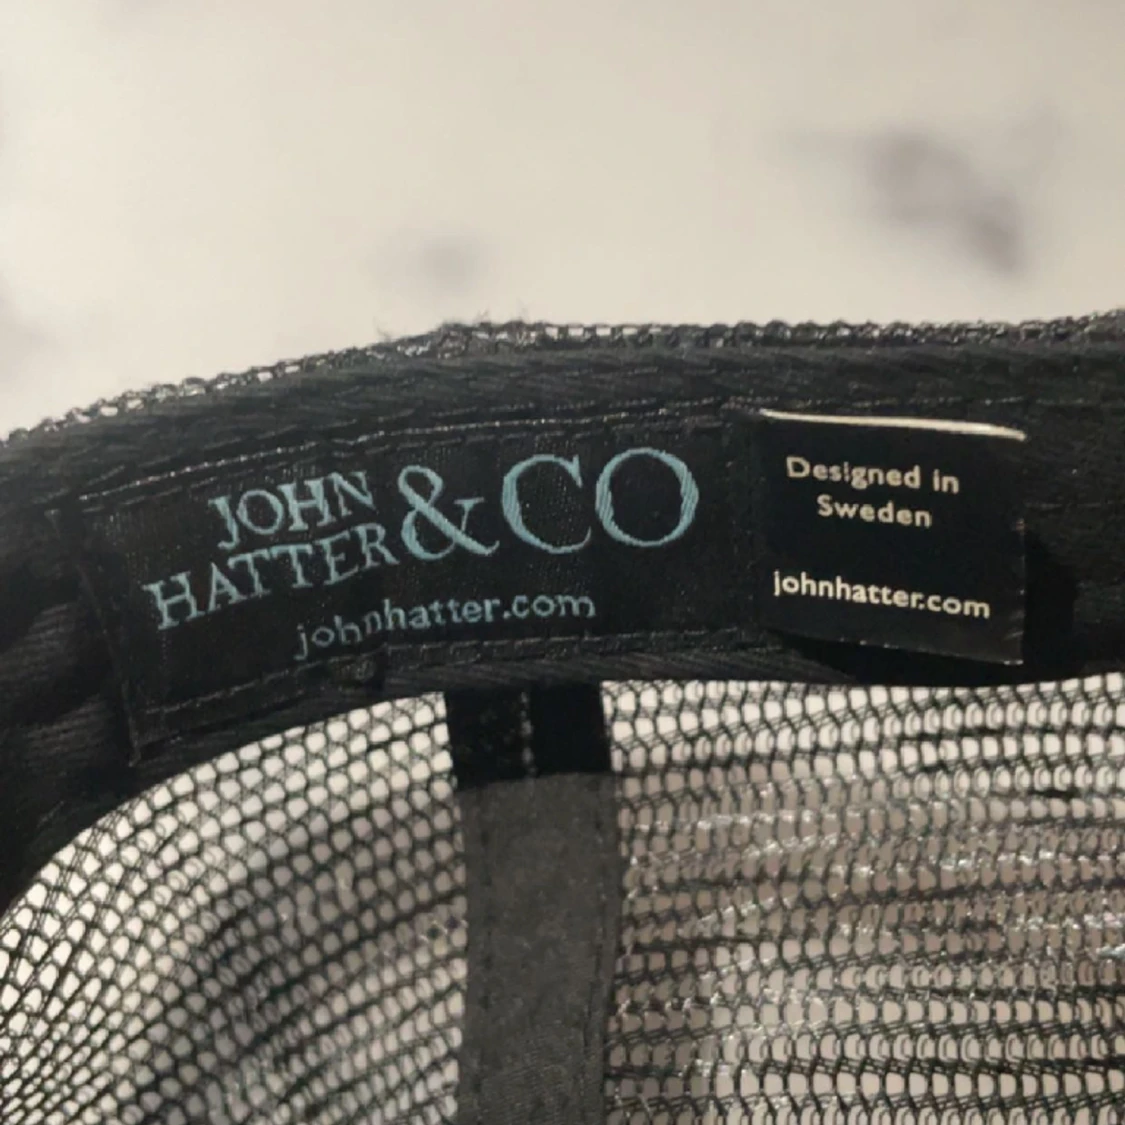 JOHN
HATTER & CO
johnhatter.com
Designed in
Sweden
johnhatter.com